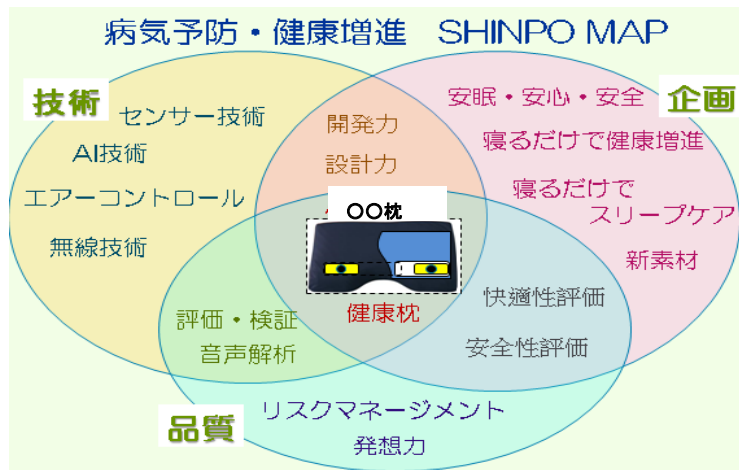 病気予防・健康増進 SHINPO MAP
技術
センサー技術
AI技術
エアーコントロール
無線技術
開発力
設計力
企画
安眠・安心・安全
寝るだけで健康増進
寝るだけで
スリープケア
新素材
〇〇枕
健康枕
評価・検証
音声解析
快適性評価
安全性評価
品質
リスクマネージメント
発想力